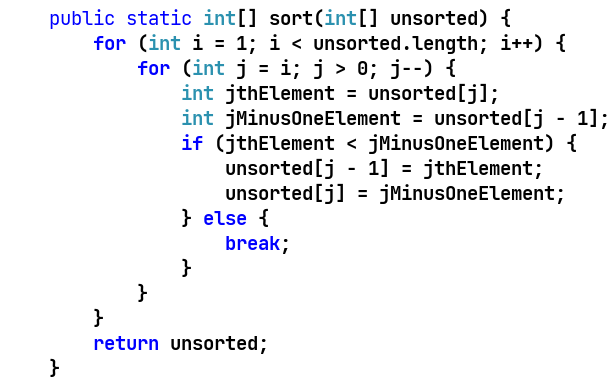 public static int[] sort(int[] unsorted) {
    for (int i = 1; i < unsorted.length; i++) {
        for (int j = i; j > 0; j--) {
            int jthElement = unsorted[j];
            int jMinusOneElement = unsorted[j - 1];
            if (jthElement < jMinusOneElement) {
                unsorted[j - 1] = jthElement;
                unsorted[j] = jMinusOneElement;
            } else {
                break;
            }
        }
    }
    return unsorted;
}